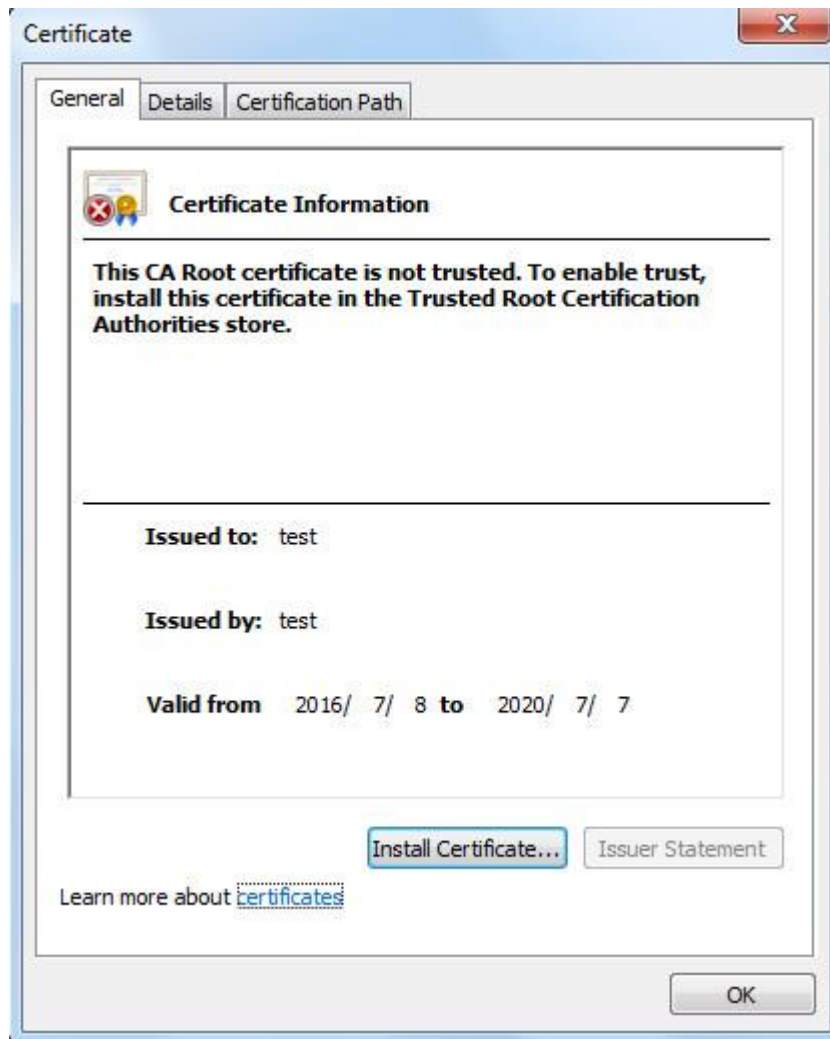 Certificate
General Details Certification Path
Certificate Information
This CA Root certificate is not trusted. To enable trust,
install this certificate in the Trusted Root Certification
Authorities store.
Issued to: test
Issued by: test
Valid from 2016/ 7/ 8 to 2020/ 7/ 7
Install Certificate... Issuer Statement
Learn more about certificates
OK